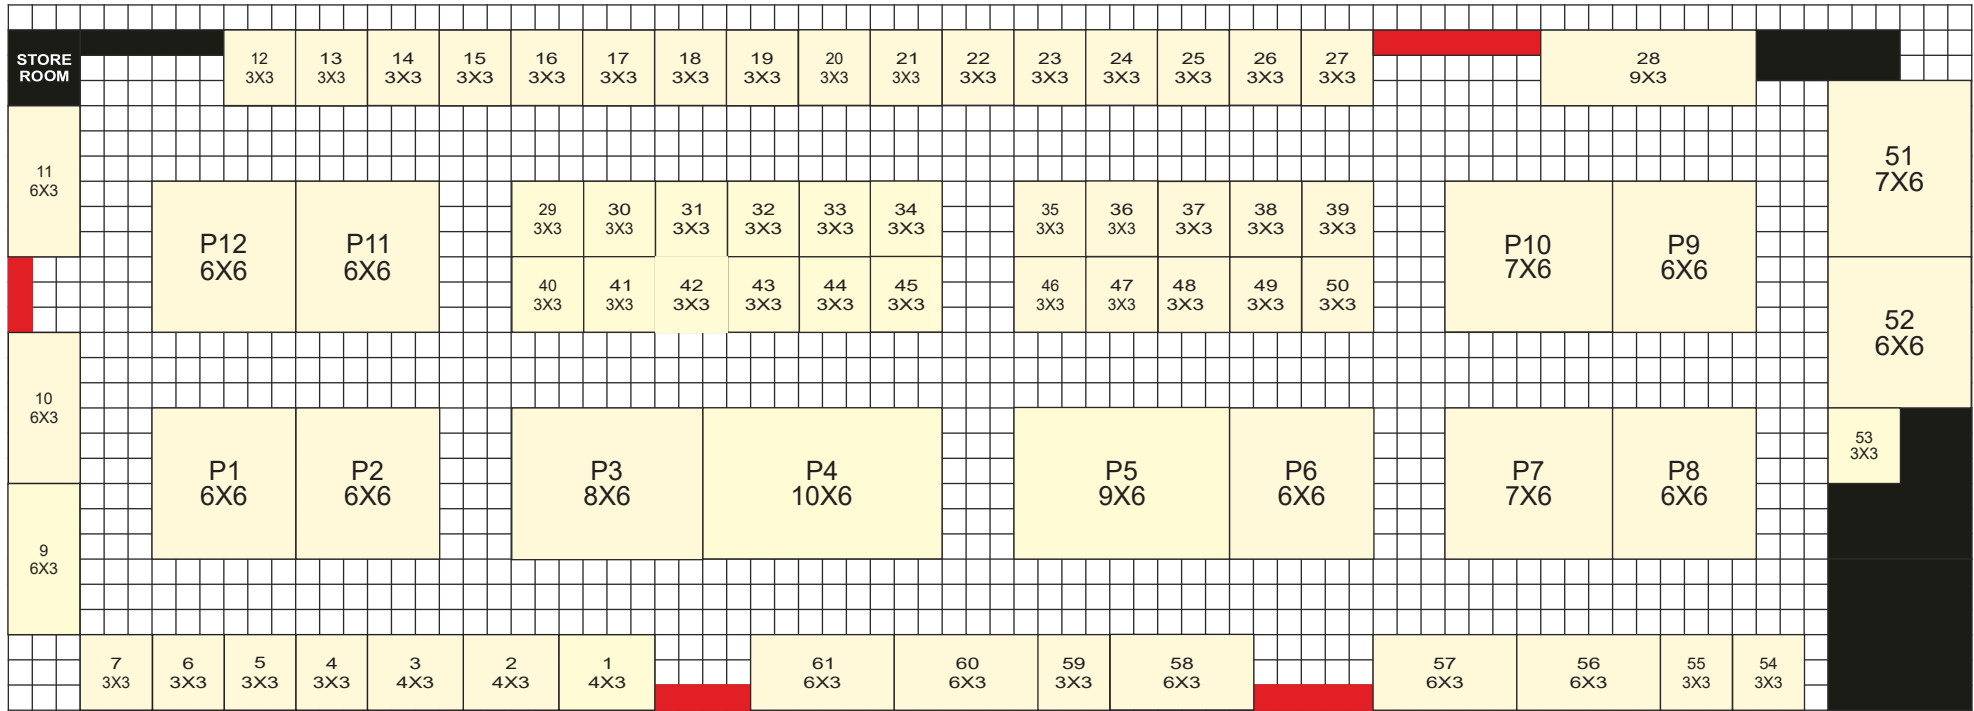 STORE
ROOM
12
3X3
13
3X3
14
3X3
15
3X3
16
3X3
17
3X3
18
3X3
19
3X3
20
3X3
21
3X3
22
3X3
23
3X3
24
3X3
25
3X3
26
3X3
27
3X3
28
9X3
11
6X3
51
7X6
P12
6X6
P11
6X6
29
3X3
30
3X3
31
3X3
32
3X3
33
3X3
34
3X3
35
3X3
36
3X3
37
3X3
38
3X3
39
3X3
P10
7X6
P9
6X6
40
3X3
41
3X3
42
3X3
43
3X3
44
3X3
45
3X3
46
3X3
47
3X3
48
3X3
49
3X3
50
3X3
52
6X6
10
6X3
P1
6X6
P2
6X6
P3
8X6
P4
10X6
P5
9X6
P6
6X6
P7
7X6
P8
6X6
53
3X3
9
6X3
7
3X3
6
3X3
5
3X3
4
3X3
3
4X3
2
4X3
1
4X3
61
6X3
60
6X3
59
3X3
58
6X3
57
6X3
56
6X3
55
3X3
54
3X3